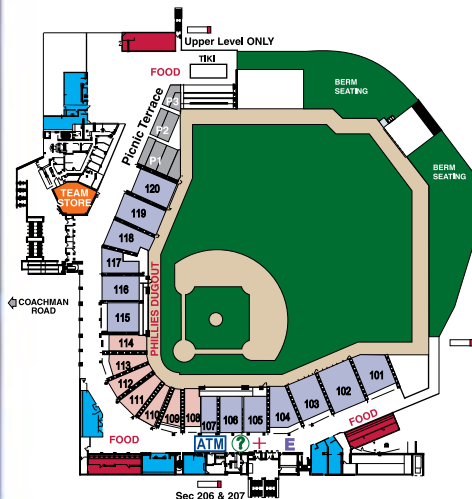 Upper Level ONLY
TIKI
FOOD
BERM
SEATING
Picnic Terrace
P3
P2
P1
BERM
SEATING
120
TEAM
STORE
119
118
117
PHILLIES DUGOUT
116
COACHMAN
ROAD
115
114
113
112
111
110
109
108
107
106
105
104
103
102
101
FOOD
FOOD
ATM
?
+
E
Sec 206 & 207